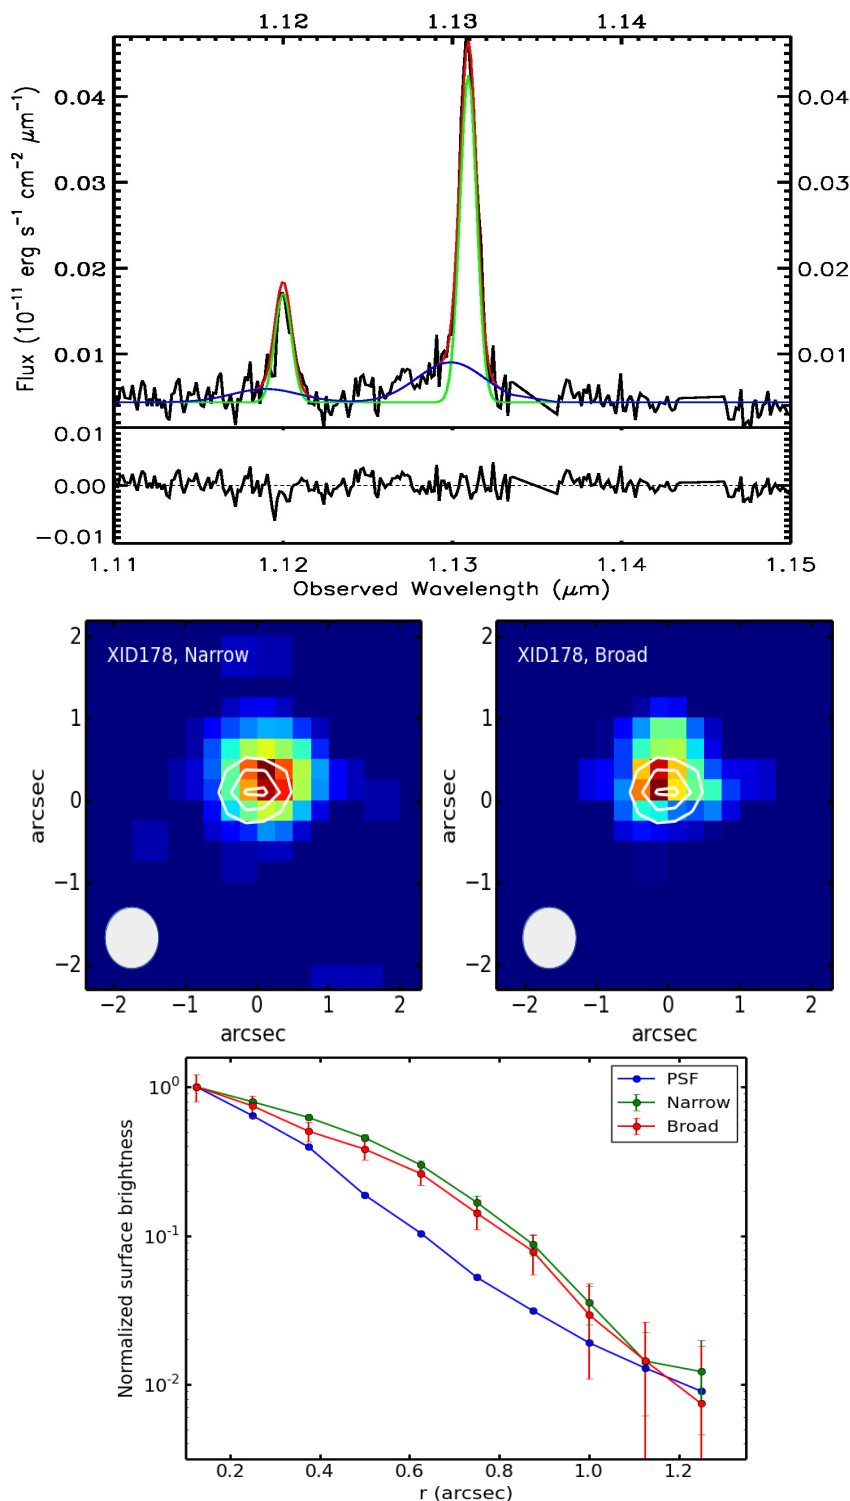 1.12 1.13 1.14
Flux (10⁻¹¹ erg s⁻¹ cm⁻² μm⁻¹)
0.04 0.04
0.03 0.03
0.02 0.02
0.01 0.01
0.01
0.00
−0.01
1.11 1.12 1.13 1.14 1.15
Observed Wavelength (μm)
XID178, Narrow
arcsec
2
1
0
−1
−2
−2 −1 0 1 2
arcsec
XID178, Broad
arcsec
2
1
0
−1
−2
−2 −1 0 1 2
arcsec
Normalized surface brightness
10⁰
10⁻¹
10⁻²
PSF
Narrow
Broad
0.2 0.4 0.6 0.8 1.0 1.2
r (arcsec)